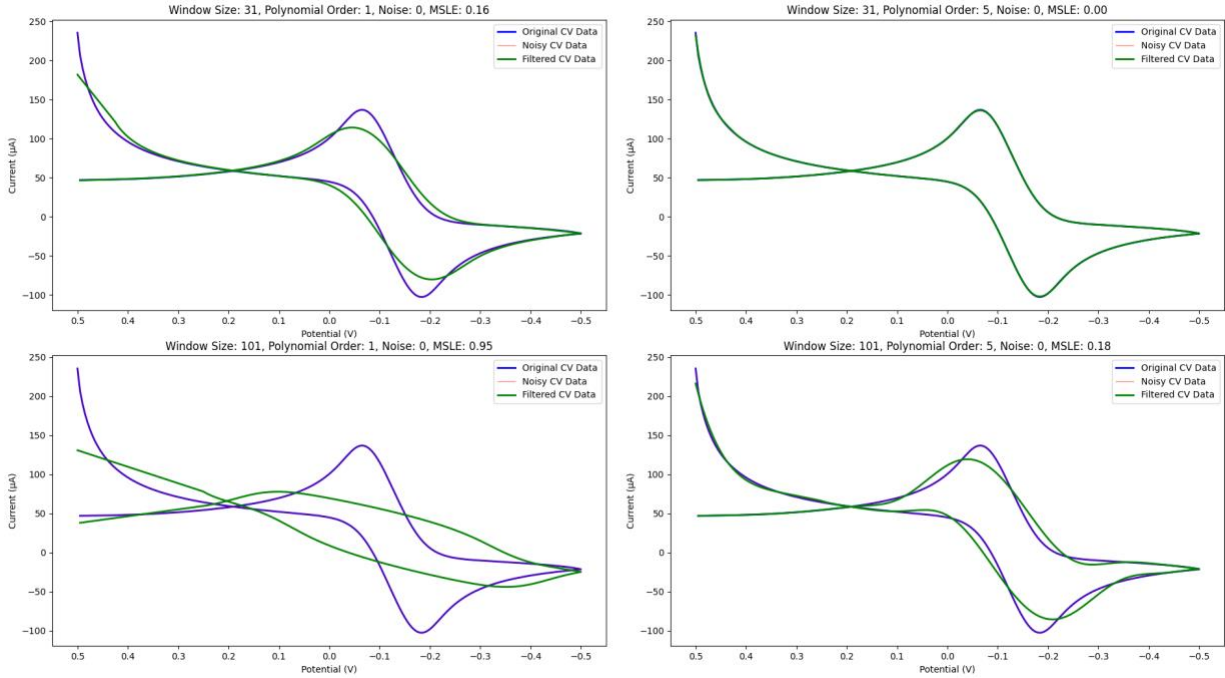 Window Size: 31, Polynomial Order: 1, Noise: 0, MSLE: 0.16
Original CV Data
Noisy CV Data
Filtered CV Data
250
200
150
100
50
0
−50
−100
Current (μA)
0.5 0.4 0.3 0.2 0.1 0.0 −0.1 −0.2 −0.3 −0.4 −0.5
Potential (V)
Window Size: 31, Polynomial Order: 5, Noise: 0, MSLE: 0.00
Original CV Data
Noisy CV Data
Filtered CV Data
250
200
150
100
50
0
−50
−100
Current (μA)
0.5 0.4 0.3 0.2 0.1 0.0 −0.1 −0.2 −0.3 −0.4 −0.5
Potential (V)
Window Size: 101, Polynomial Order: 1, Noise: 0, MSLE: 0.95
Original CV Data
Noisy CV Data
Filtered CV Data
250
200
150
100
50
0
−50
−100
Current (μA)
0.5 0.4 0.3 0.2 0.1 0.0 −0.1 −0.2 −0.3 −0.4 −0.5
Potential (V)
Window Size: 101, Polynomial Order: 5, Noise: 0, MSLE: 0.18
Original CV Data
Noisy CV Data
Filtered CV Data
250
200
150
100
50
0
−50
−100
Current (μA)
0.5 0.4 0.3 0.2 0.1 0.0 −0.1 −0.2 −0.3 −0.4 −0.5
Potential (V)